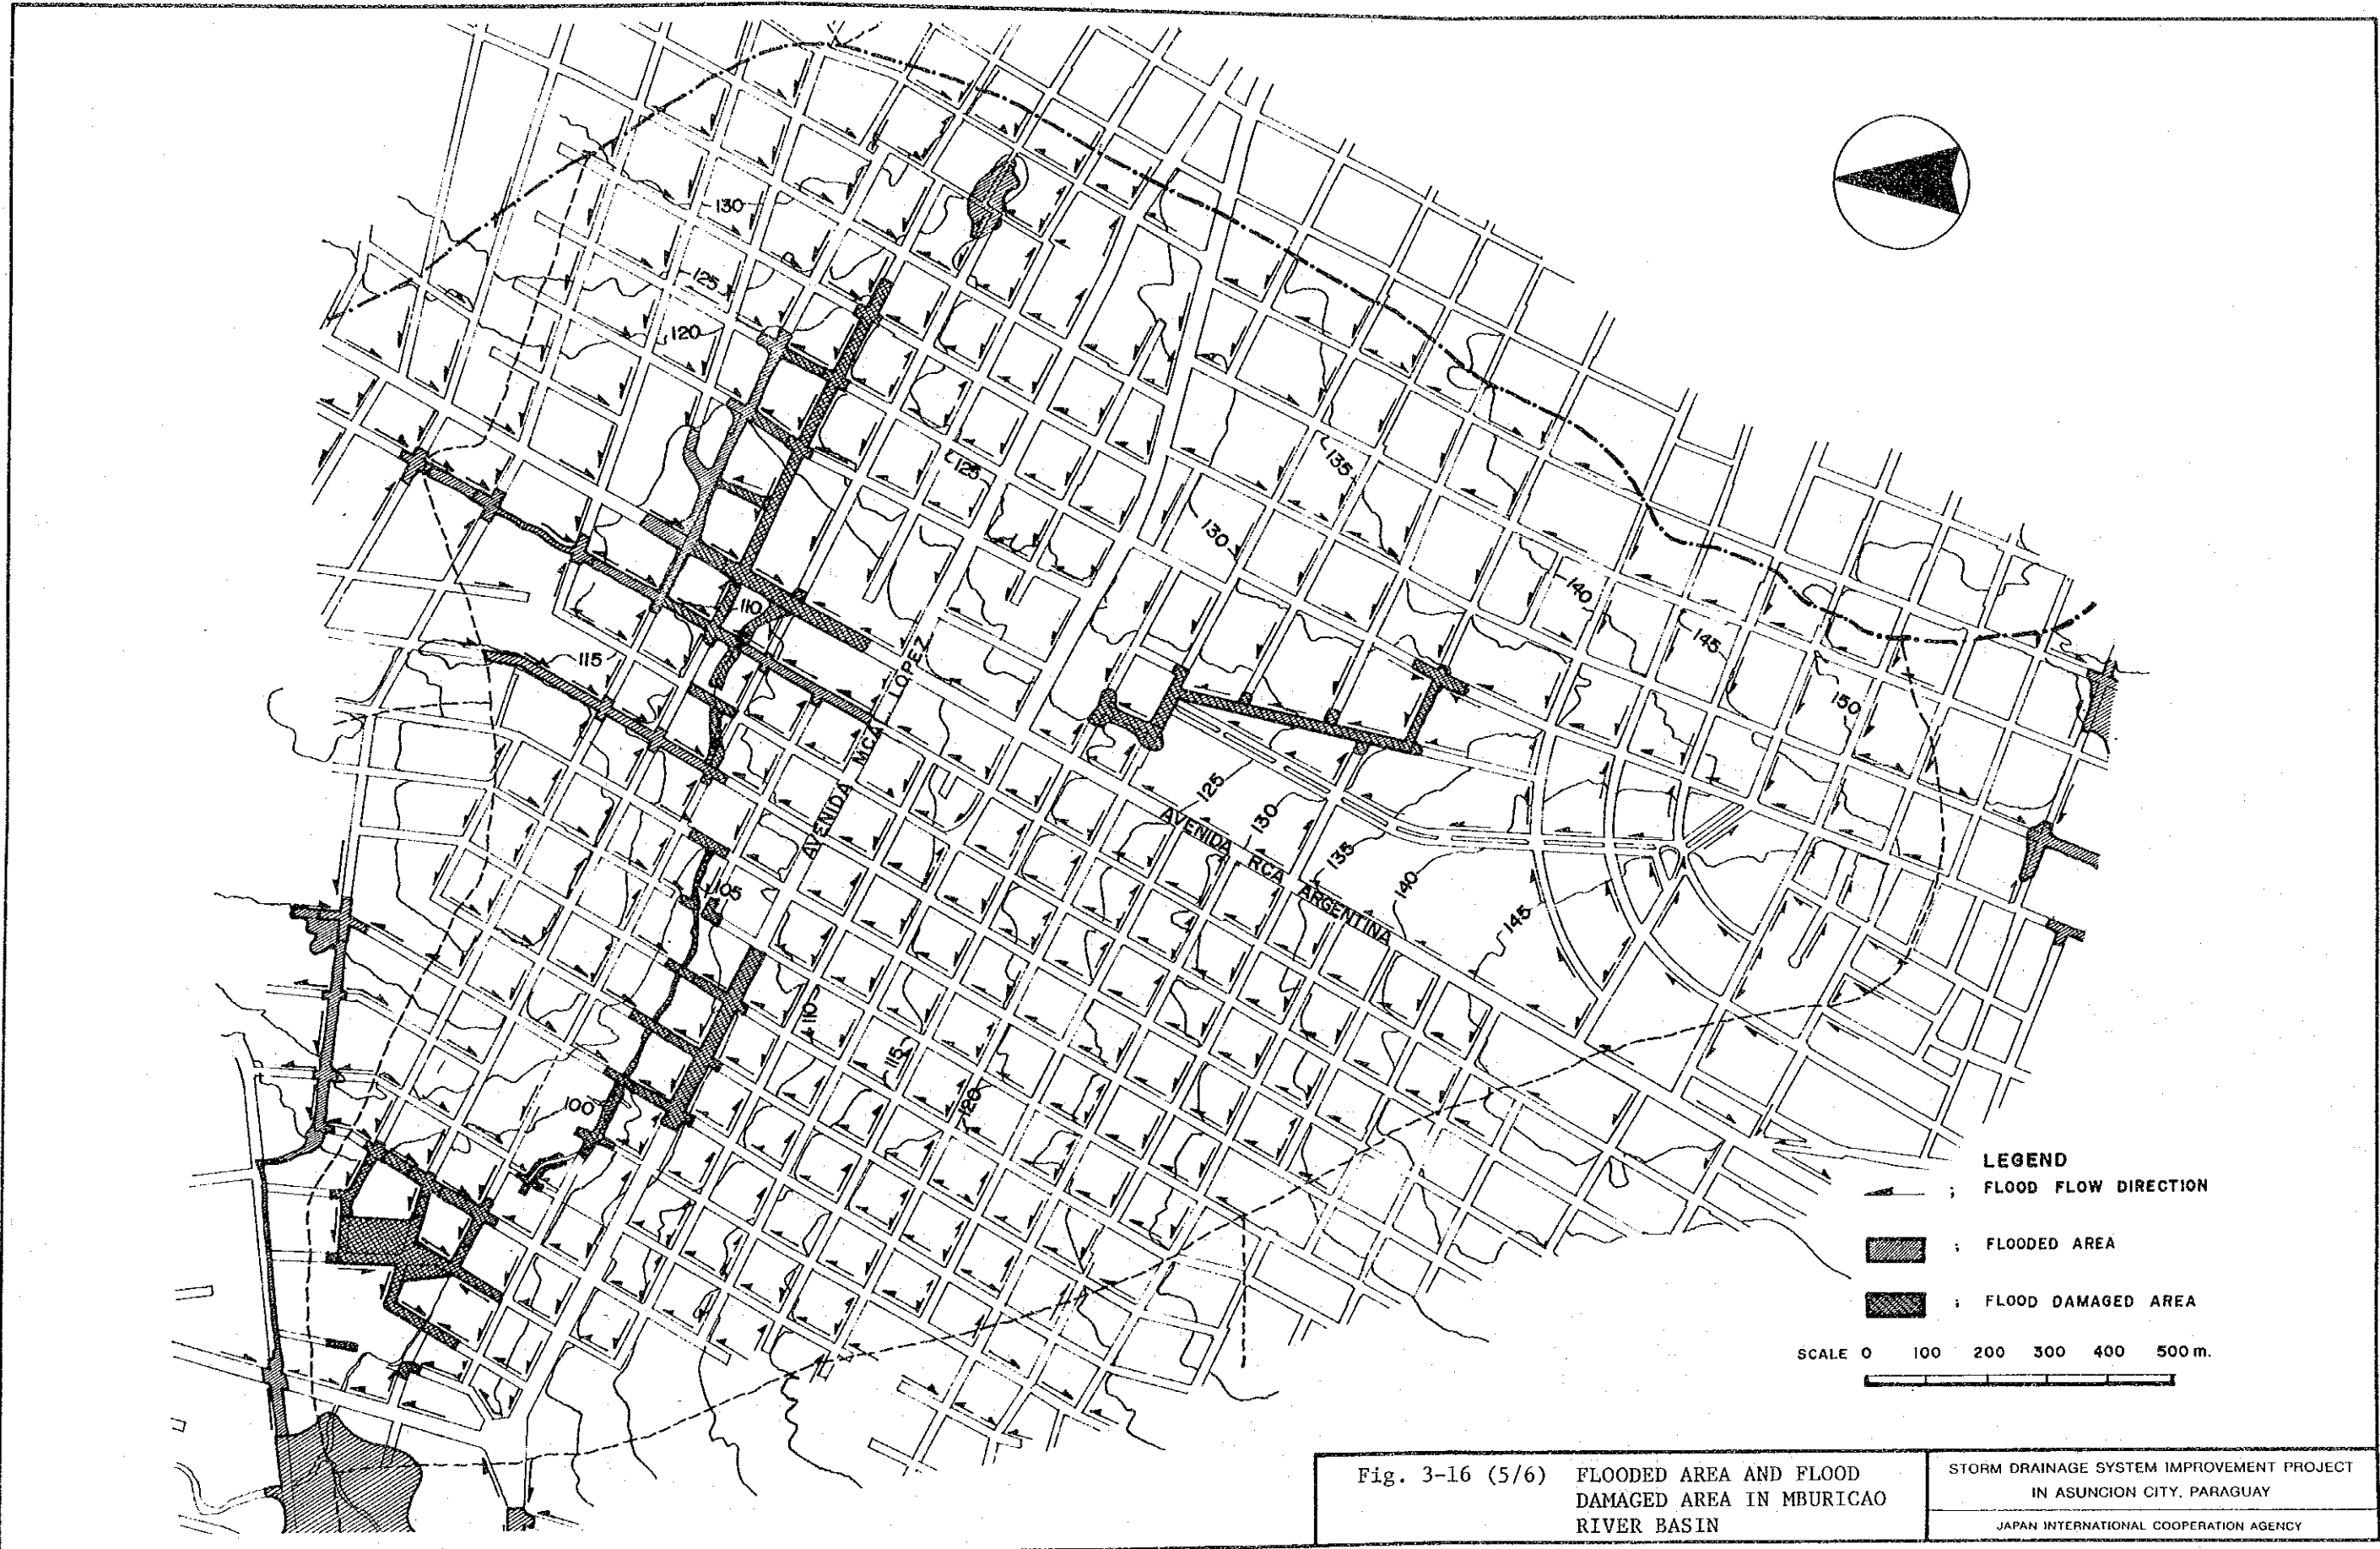 130
125
120
125
135
130
110
140
115
145
150
AVENIDA MCAL LOPEZ
125
130
AVENIDA RCA ARGENTINA
135
140
105
145
110
115
120
100
LEGEND
; FLOOD FLOW DIRECTION
; FLOODED AREA
; FLOOD DAMAGED AREA
SCALE 0 100 200 300 400 500 m.
Fig. 3-16 (5/6) FLOODED AREA AND FLOOD
DAMAGED AREA IN MBURICAO
RIVER BASIN
STORM DRAINAGE SYSTEM IMPROVEMENT PROJECT
IN ASUNCION CITY, PARAGUAY
JAPAN INTERNATIONAL COOPERATION AGENCY